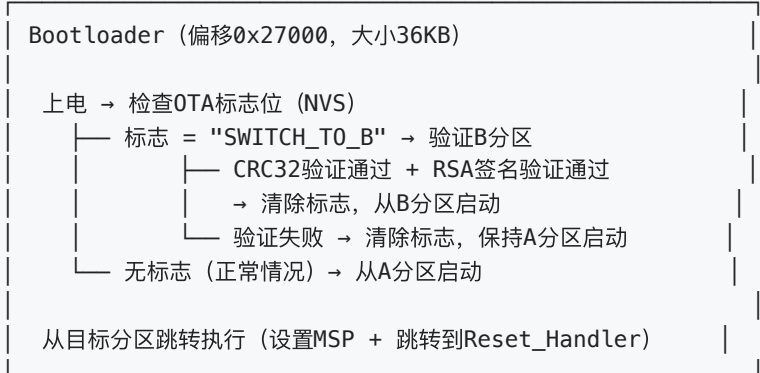 Bootloader（偏移0x27000，大小36KB）
上电 → 检查OTA标志位（NVS）
├── 标志 = "SWITCH_TO_B" → 验证B分区
│ ├── CRC32验证通过 + RSA签名验证通过
│ │ → 清除标志，从B分区启动
│ └── 验证失败 → 清除标志，保持A分区启动
└── 无标志（正常情况）→ 从A分区启动
从目标分区跳转执行（设置MSP + 跳转到Reset_Handler）